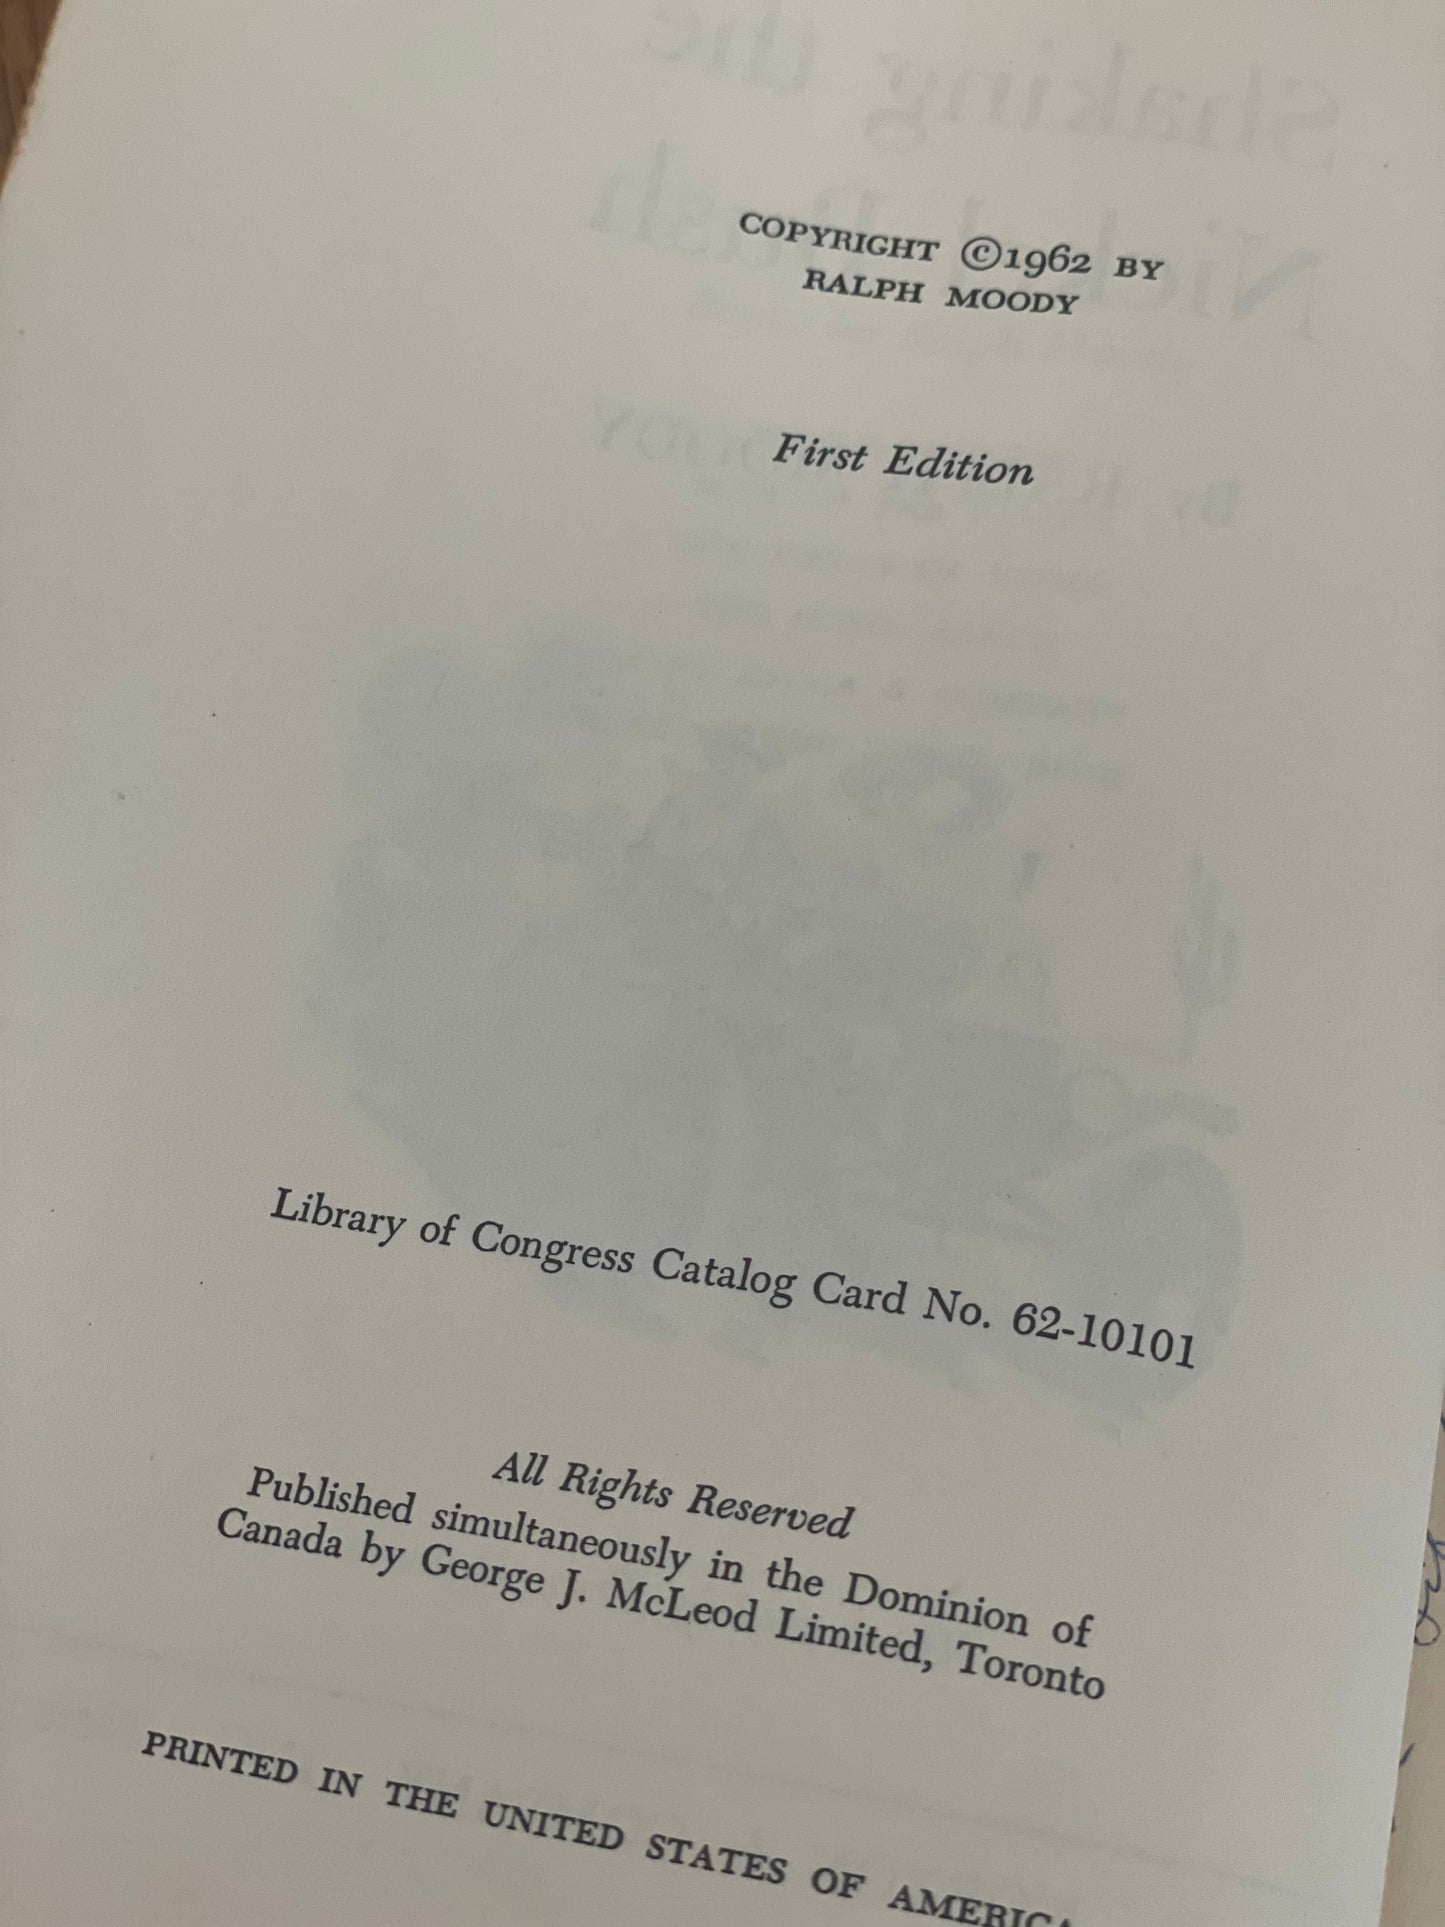 COPYRIGHT ©1962 BY
RALPH MOODY
First Edition
Library of Congress Catalog Card No. 62-10101
All Rights Reserved
Published simultaneously in the Dominion of
Canada by George J. McLeod Limited, Toronto
PRINTED IN THE UNITED STATES OF AMERICA